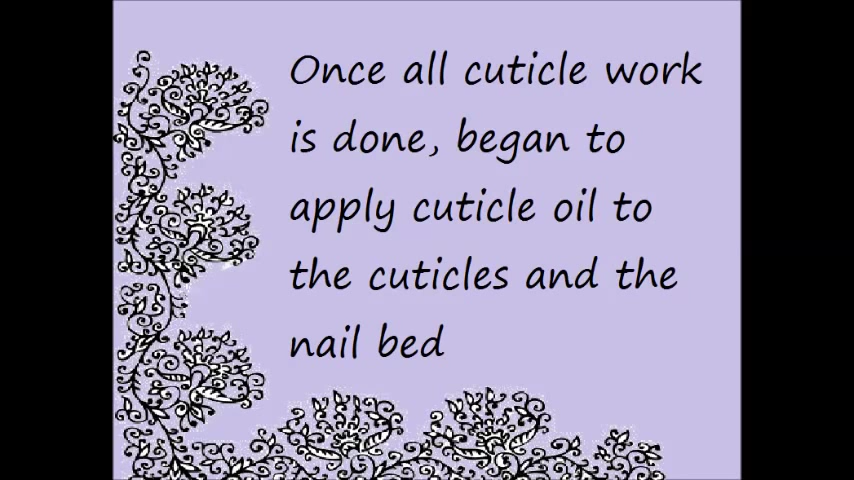 Once all cuticle work
is done, began to
apply cuticle oil to
the cuticles and the
nail bed